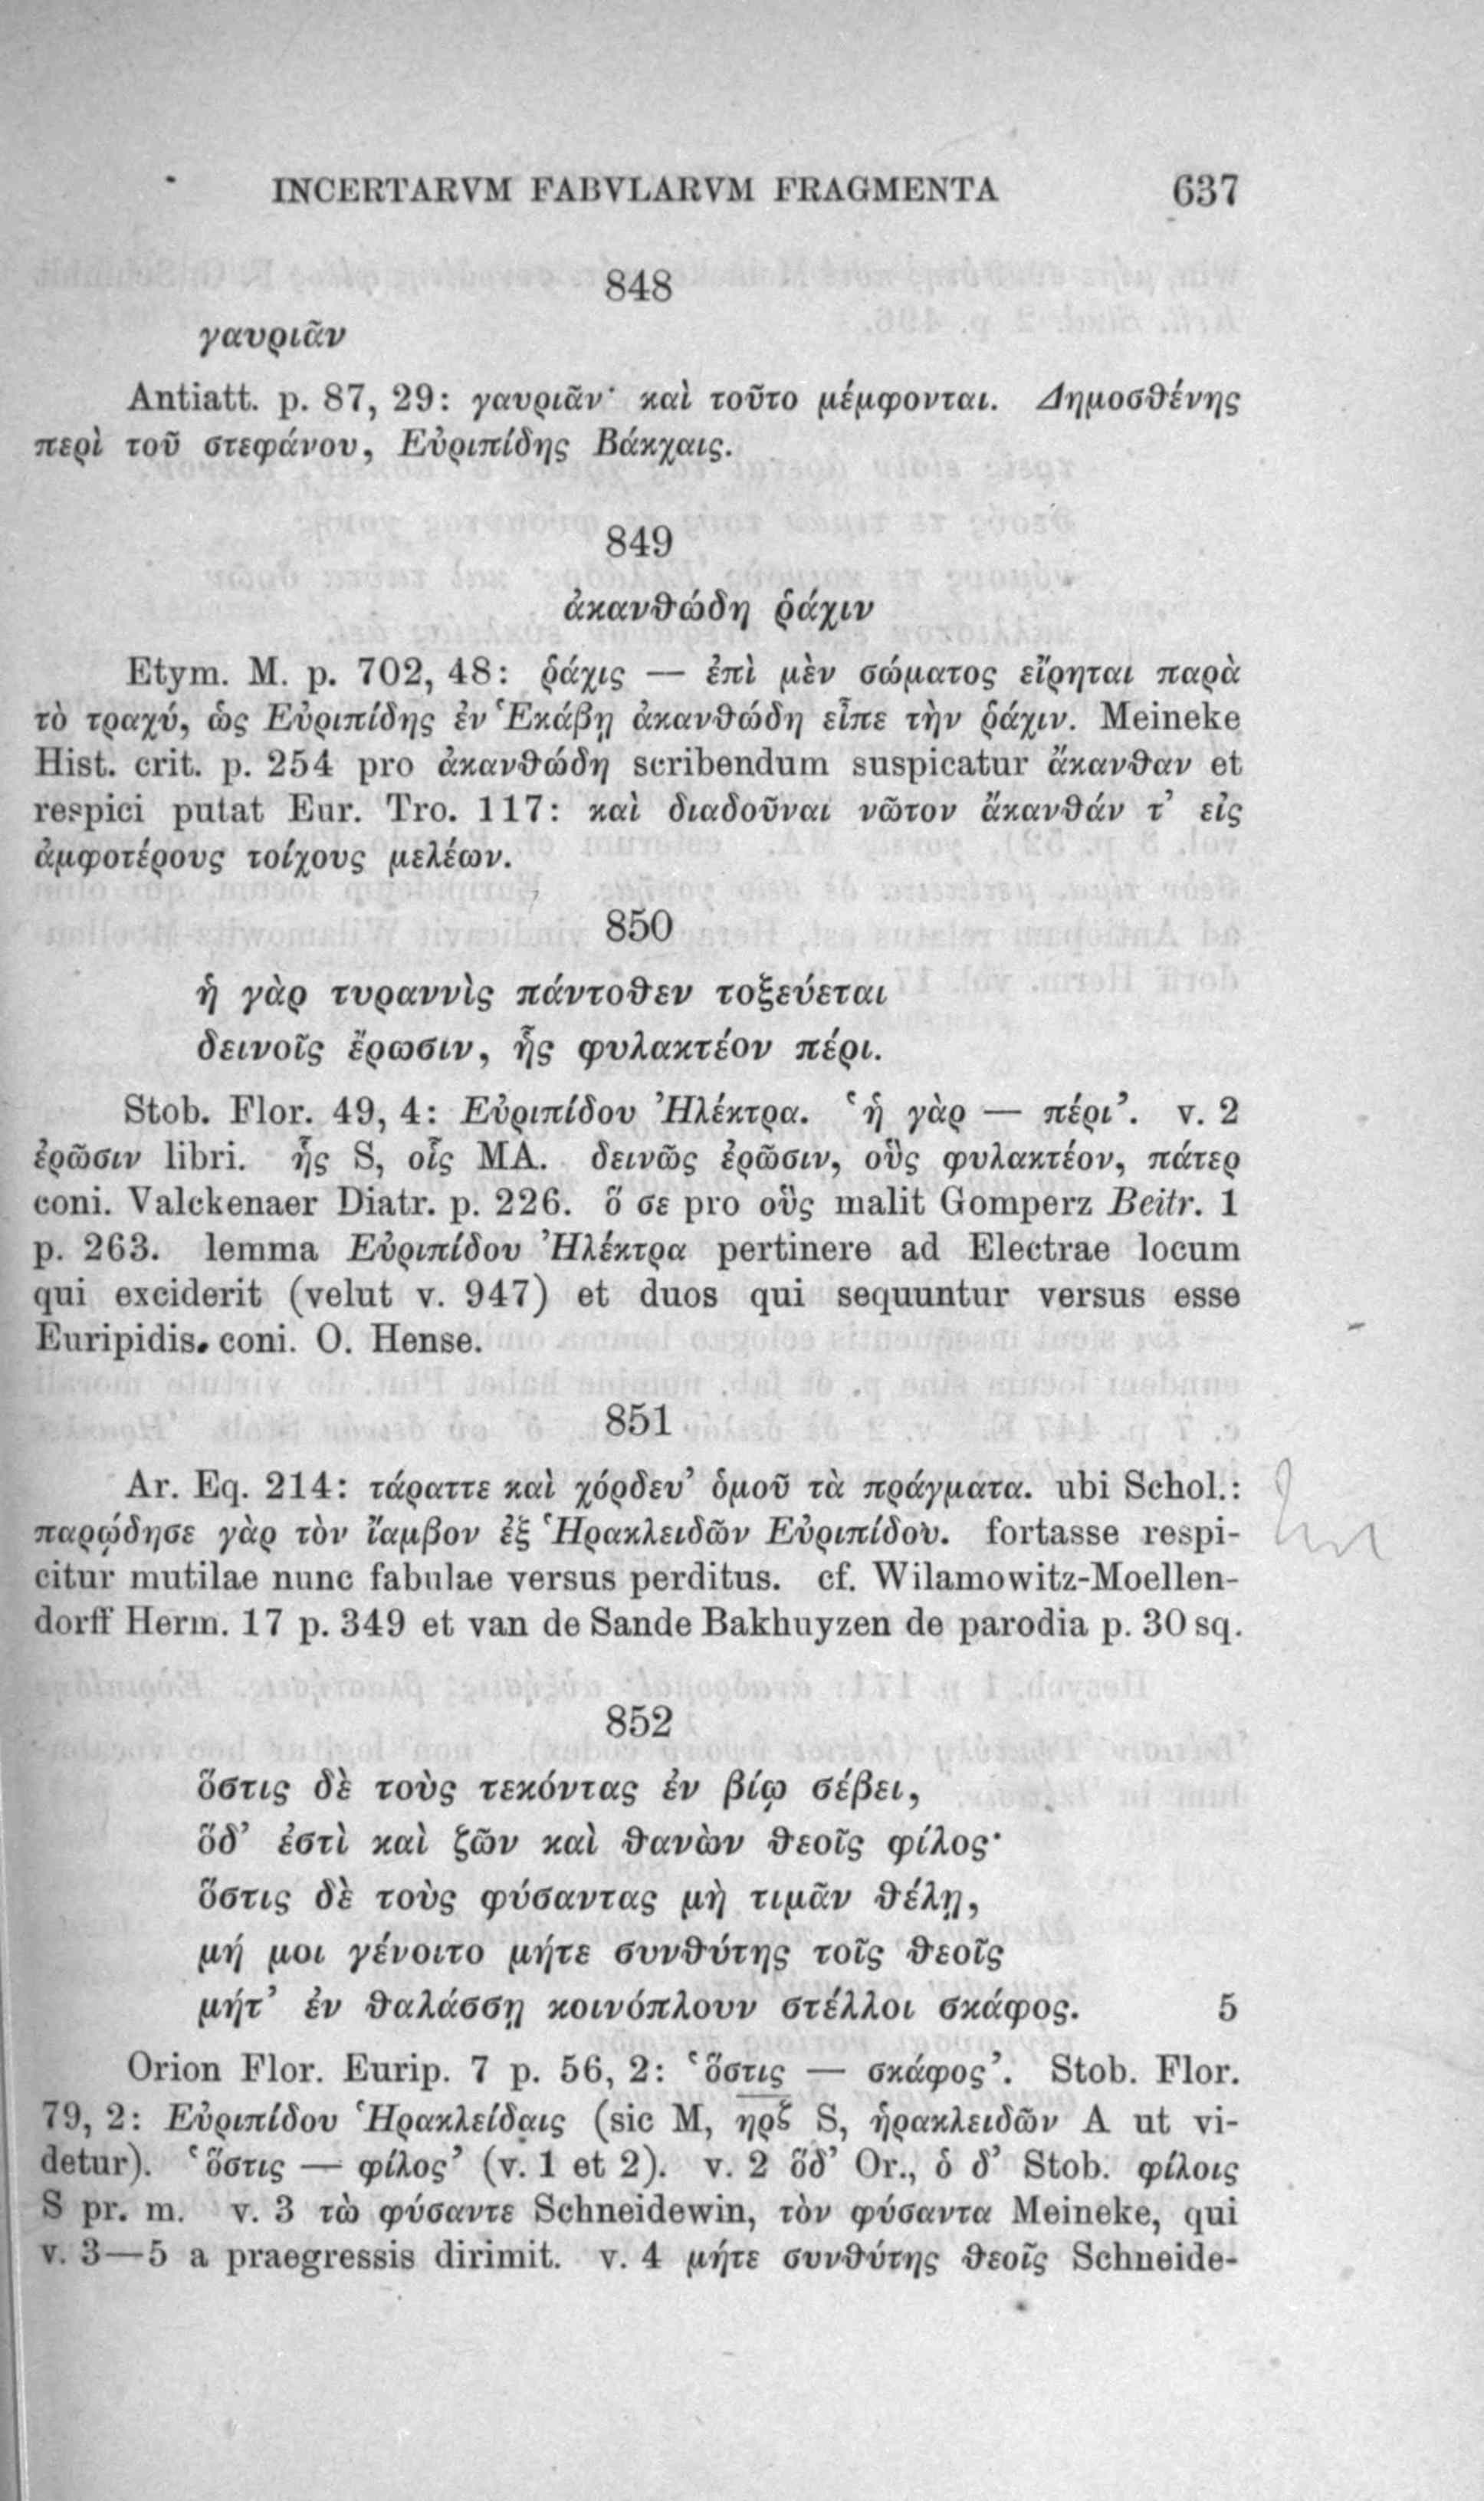 INCERTARVM FABVLARVM FRAGMENTA 637
848
γαυριᾶν
Antiatt. p. 87, 29: γαυριᾶν· καὶ τοῦτο μέμφονται. Δημοσθένης
περὶ τοῦ στεφάνου, Εὐριπίδης Βάκχαις.
849
ἀκανθώδη ῥάχιν
Etym. M. p. 702, 48: ῥάχις — ἐπὶ μὲν σώματος εἴρηται παρὰ
τὸ τραχύ, ὡς Εὐριπίδης ἐν Ἑκάβῃ ἀκανθώδη εἶπε τὴν ῥάχιν. Meineke
Hist. crit. p. 254 pro ἀκανθώδη scribendum suspicatur ἄκανθαν et
respici putat Eur. Tro. 117: καὶ διαδοῦναι νῶτον ἄκανθάν τ’ εἰς
ἀμφοτέρους τοίχους μελέων.
850
ἡ γὰρ τυραννὶς πάντοθεν τοξεύεται
δεινοῖς ἔρωσιν, ἧς φυλακτέον πέρι.
Stob. Flor. 49, 4: Εὐριπίδου Ἠλέκτρα. ‘ἡ γὰρ — πέρι’. v. 2
ἐρῶσιν libri. ἧς S, οἷς MA. δεινῶς ἐρῶσιν, οὓς φυλακτέον, πάτερ
coni. Valckenaer Diatr. p. 226. ὅ σε pro οὓς malit Gomperz Beitr. 1
p. 263. lemma Εὐριπίδου Ἠλέκτρα pertinere ad Electrae locum
qui exciderit (velut v. 947) et duos qui sequuntur versus esse
Euripidis. coni. O. Hense.
851
Ar. Eq. 214: τάραττε καὶ χόρδευ’ ὁμοῦ τὰ πράγματα. ubi Schol.:
παρῴδησε γὰρ τὸν ἴαμβον ἐξ Ἡρακλειδῶν Εὐριπίδου. fortasse respi-
citur mutilae nunc fabulae versus perditus. cf. Wilamowitz-Moellen-
dorff Herm. 17 p. 349 et van de Sande Bakhuyzen de parodia p. 30 sq.
852
ὅστις δὲ τοὺς τεκόντας ἐν βίῳ σέβει,
ὅδ’ ἐστὶ καὶ ζῶν καὶ θανὼν θεοῖς φίλος·
ὅστις δὲ τοὺς φύσαντας μὴ τιμᾶν θέλῃ,
μή μοι γένοιτο μήτε συνθύτης τοῖς θεοῖς
μήτ’ ἐν θαλάσσῃ κοινόπλουν στέλλοι σκάφος. 5
Orion Flor. Eurip. 7 p. 56, 2: ‘ὅστις — σκάφος’. Stob. Flor.
79, 2: Εὐριπίδου Ἡρακλείδαις (sic M, S, ἡρακλειδῶν A ut vi-
detur). ‘ὅστις — φίλος’ (v. 1 et 2). v. 2 ὅδ’ Or., ὁ δ’ Stob. φίλοις
S pr. m. v. 3 τὼ φύσαντε Schneidewin, τὸν φύσαντα Meineke, qui
v. 3—5 a praegressis dirimit. v. 4 μήτε συνθύτης θεοῖς Schneide-